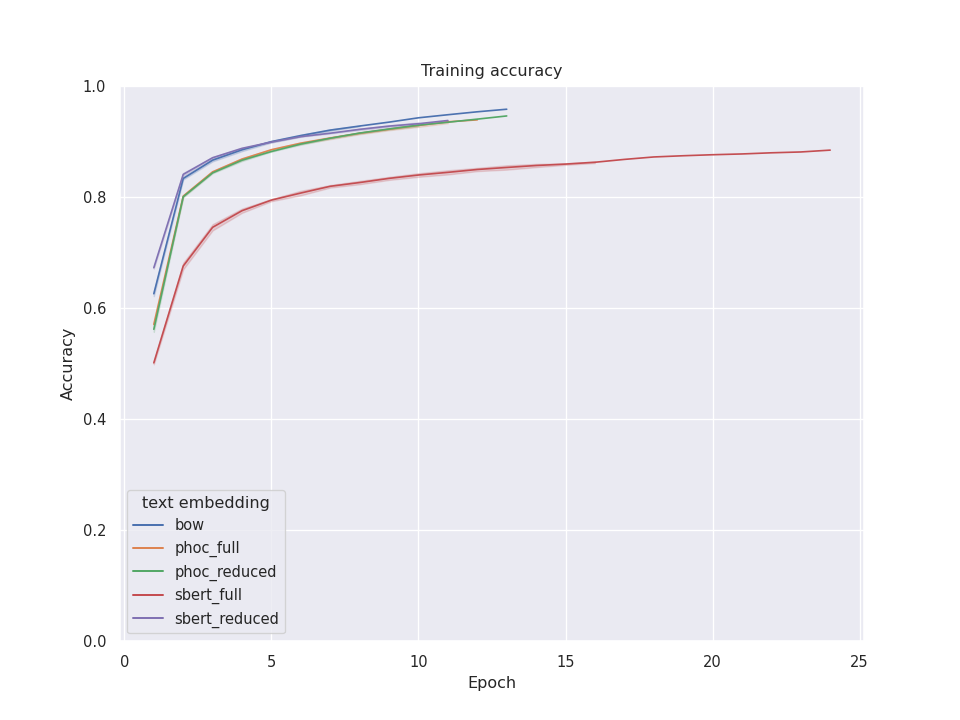 Training accuracy
1.0
0.8
0.6
0.4
0.2
0.0
Accuracy
text embedding
bow
phoc_full
phoc_reduced
sbert_full
sbert_reduced
0 5 10 15 20 25
Epoch